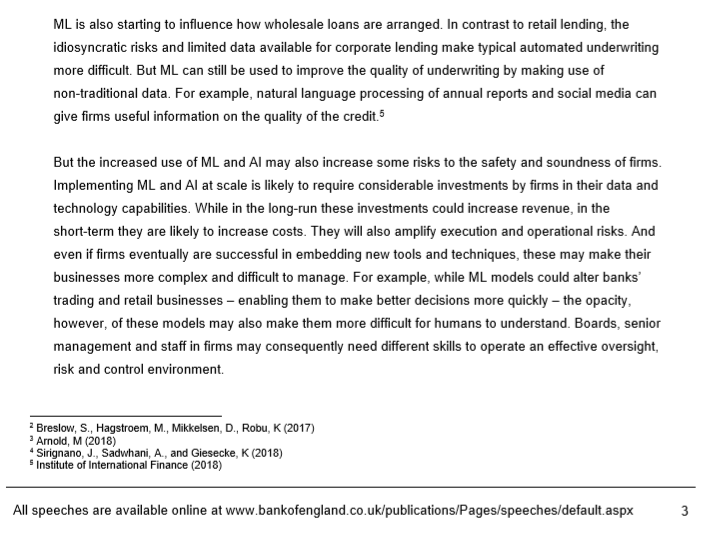 ML is also starting to influence how wholesale loans are arranged. In contrast to retail lending, the
idiosyncratic risks and limited data available for corporate lending make typical automated underwriting
more difficult. But ML can still be used to improve the quality of underwriting by making use of
non-traditional data. For example, natural language processing of annual reports and social media can
give firms useful information on the quality of the credit.⁵
But the increased use of ML and AI may also increase some risks to the safety and soundness of firms.
Implementing ML and AI at scale is likely to require considerable investments by firms in their data and
technology capabilities. While in the long-run these investments could increase revenue, in the
short-term they are likely to increase costs. They will also amplify execution and operational risks. And
even if firms eventually are successful in embedding new tools and techniques, these may make their
businesses more complex and difficult to manage. For example, while ML models could alter banks’
trading and retail businesses – enabling them to make better decisions more quickly – the opacity,
however, of these models may also make them more difficult for humans to understand. Boards, senior
management and staff in firms may consequently need different skills to operate an effective oversight,
risk and control environment.
² Breslow, S., Hagstroem, M., Mikkelsen, D., Robu, K (2017)
³ Arnold, M (2018)
⁴ Sirignano, J., Sadwhani, A., and Giesecke, K (2018)
⁵ Institute of International Finance (2018)
All speeches are available online at www.bankofengland.co.uk/publications/Pages/speeches/default.aspx 3